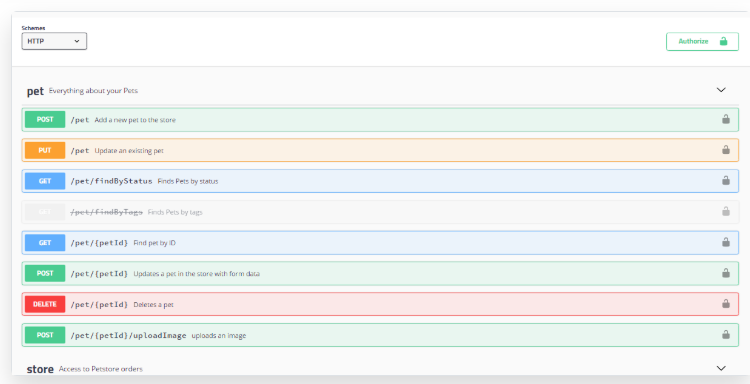 Schemes
HTTP
Authorize
pet Everything about your Pets
POST /pet Add a new pet to the store
PUT /pet Update an existing pet
GET /pet/findByStatus Finds Pets by status
GET /pet/findByTags Finds Pets by tags
GET /pet/{petId} Find pet by ID
POST /pet/{petId} Updates a pet in the store with form data
DELETE /pet/{petId} Deletes a pet
POST /pet/{petId}/uploadImage uploads an image
store Access to Petstore orders